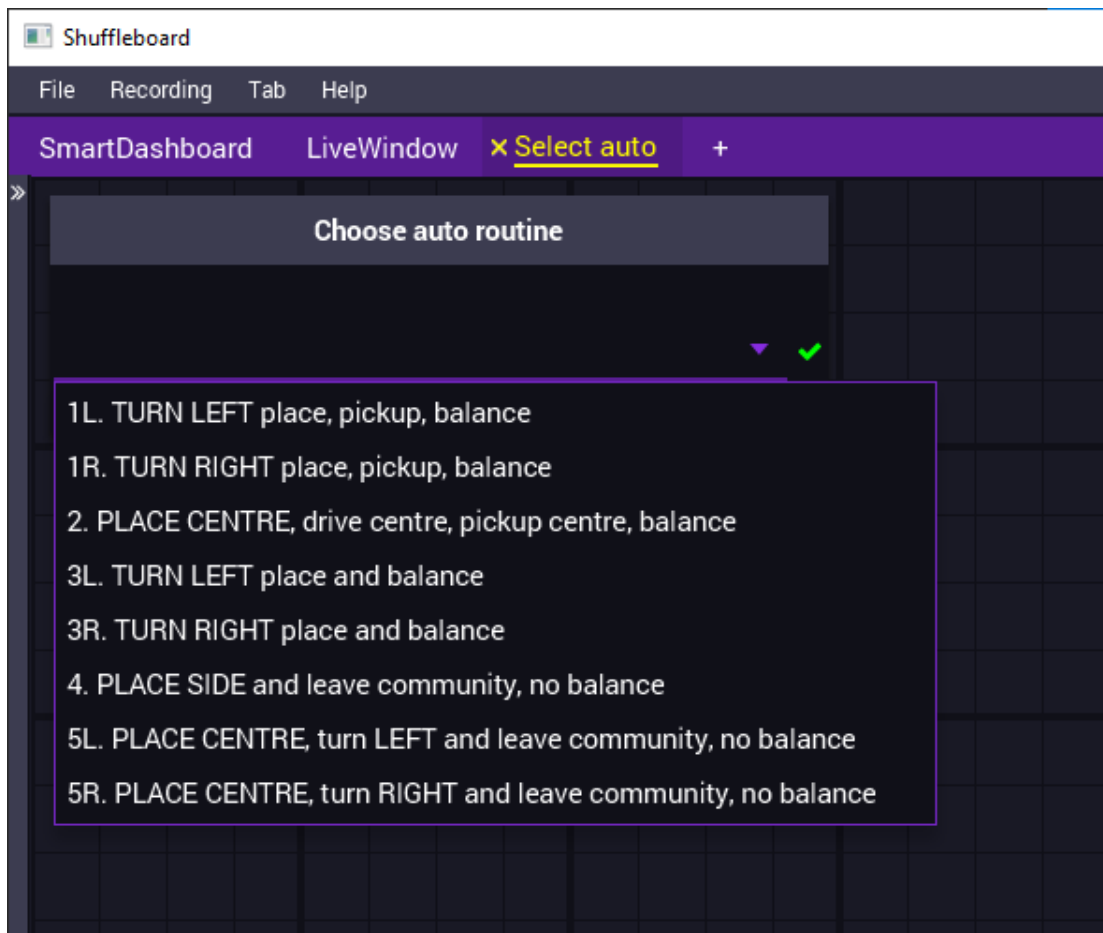 Shuffleboard
File Recording Tab Help
SmartDashboard LiveWindow Select auto +
Choose auto routine
1L. TURN LEFT place, pickup, balance
1R. TURN RIGHT place, pickup, balance
2. PLACE CENTRE, drive centre, pickup centre, balance
3L. TURN LEFT place and balance
3R. TURN RIGHT place and balance
4. PLACE SIDE and leave community, no balance
5L. PLACE CENTRE, turn LEFT and leave community, no balance
5R. PLACE CENTRE, turn RIGHT and leave community, no balance